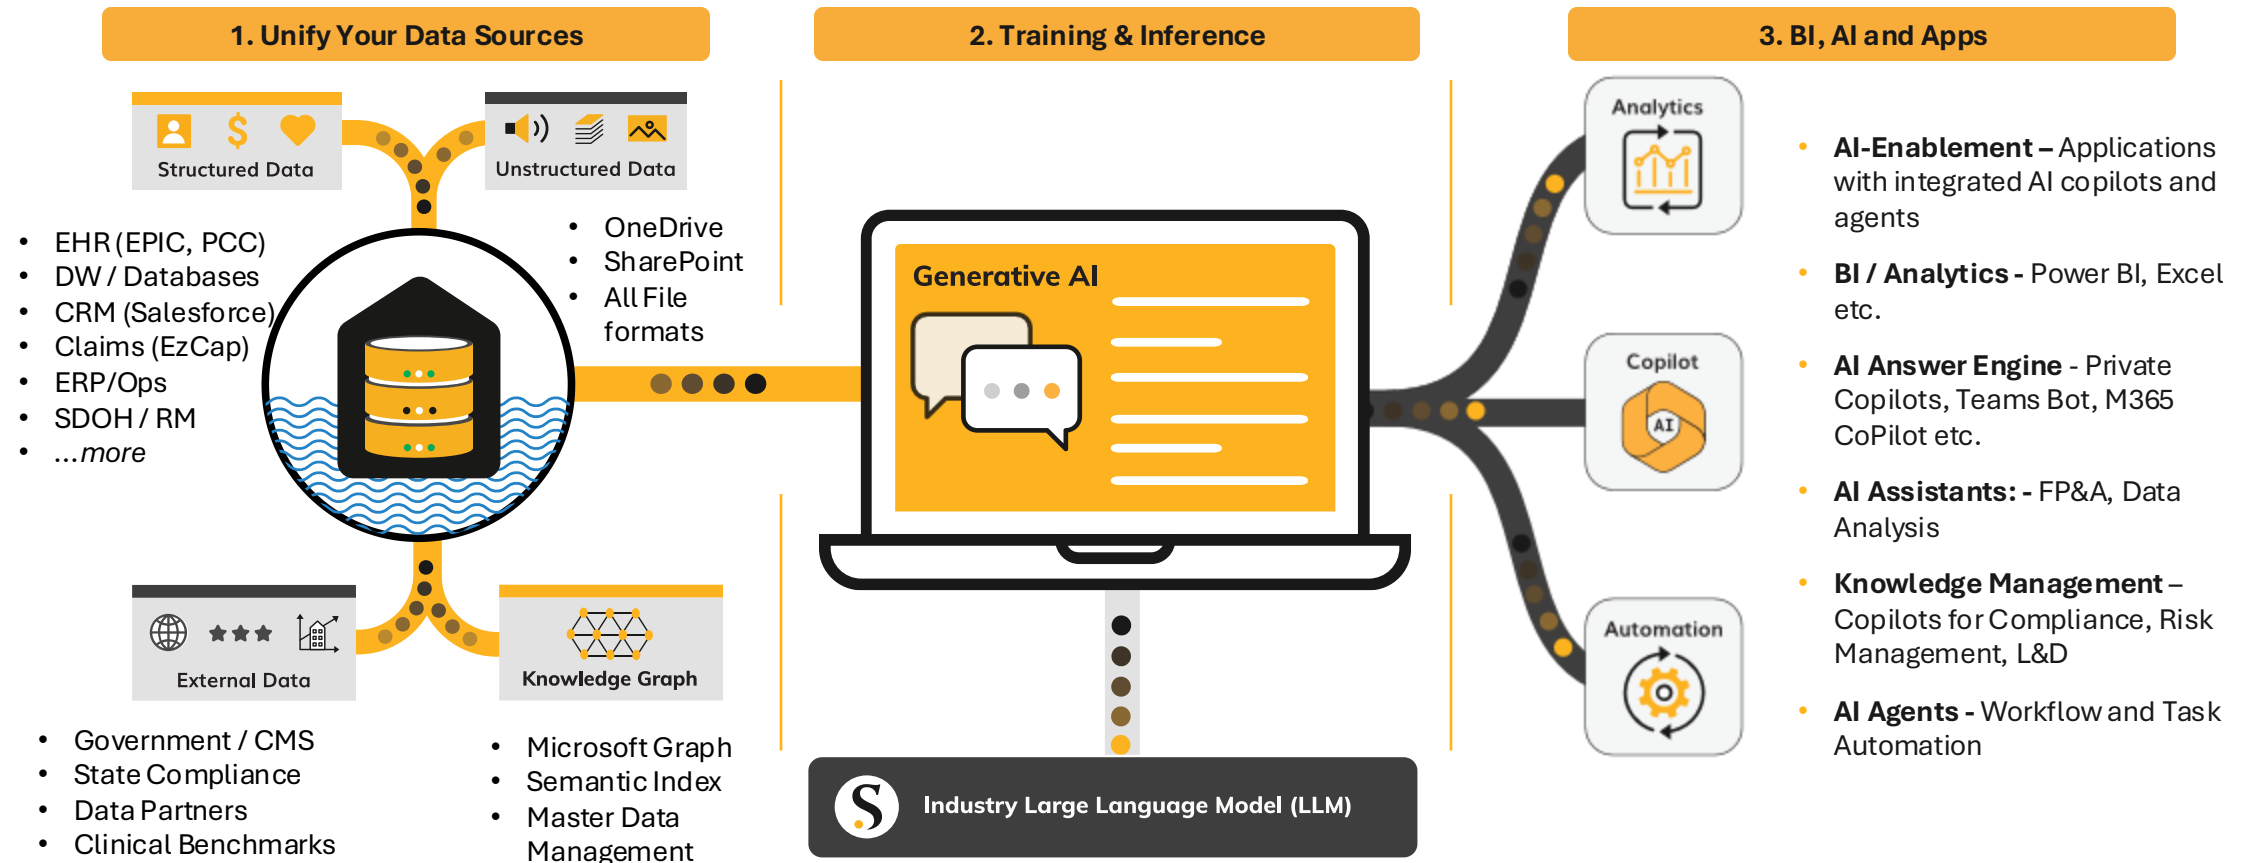 1. Unify Your Data Sources
Structured Data
Unstructured Data
• EHR (EPIC, PCC)
• DW / Databases
• CRM (Salesforce)
• Claims (EzCap)
• ERP/Ops
• SDOH / RM
• ...more
• OneDrive
• SharePoint
• All File
formats
External Data
Knowledge Graph
• Government / CMS
• State Compliance
• Data Partners
• Clinical Benchmarks
• Microsoft Graph
• Semantic Index
• Master Data
Management
2. Training & Inference
Generative AI
S
Industry Large Language Model (LLM)
3. BI, AI and Apps
Analytics
Copilot
AI
Automation
• AI-Enablement – Applications
with integrated AI copilots and
agents
• BI / Analytics - Power BI, Excel
etc.
• AI Answer Engine - Private
Copilots, Teams Bot, M365
CoPilot etc.
• AI Assistants: - FP&A, Data
Analysis
• Knowledge Management –
Copilots for Compliance, Risk
Management, L&D
• AI Agents - Workflow and Task
Automation